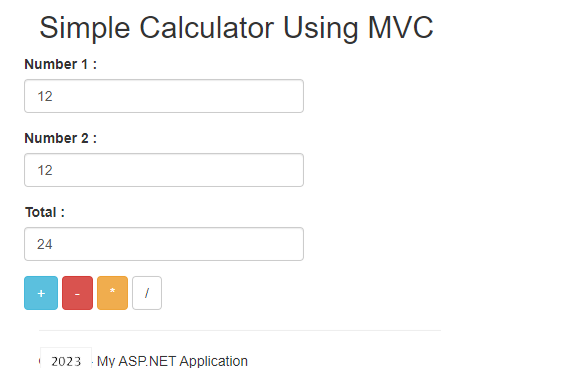 Simple Calculator Using MVC
Number 1 :
12
Number 2 :
12
Total :
24
+ - * /
2023 - My ASP.NET Application